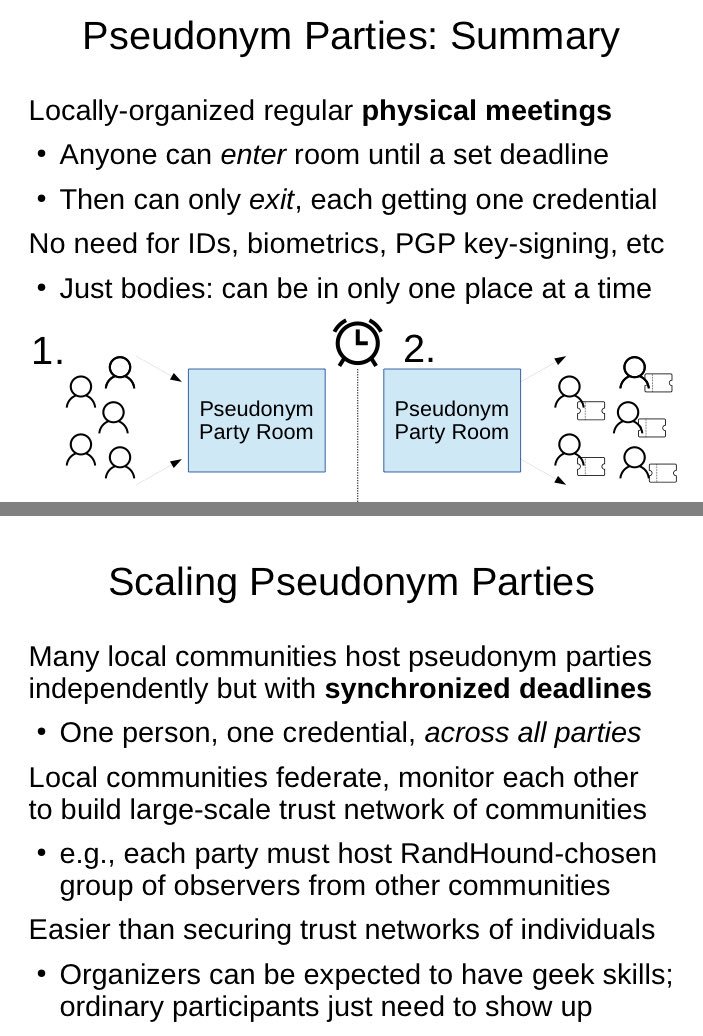 Pseudonym Parties: Summary
Locally-organized regular physical meetings
• Anyone can enter room until a set deadline
• Then can only exit, each getting one credential
No need for IDs, biometrics, PGP key-signing, etc
• Just bodies: can be in only one place at a time
1.
2.
Pseudonym
Party Room
Pseudonym
Party Room
Scaling Pseudonym Parties
Many local communities host pseudonym parties
independently but with synchronized deadlines
• One person, one credential, across all parties
Local communities federate, monitor each other
to build large-scale trust network of communities
• e.g., each party must host RandHound-chosen
group of observers from other communities
Easier than securing trust networks of individuals
• Organizers can be expected to have geek skills;
ordinary participants just need to show up